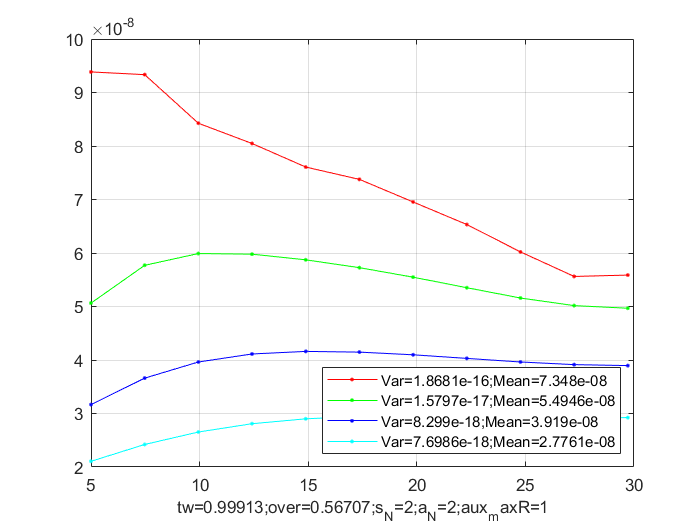 ×10-8
10
9
8
7
6
5
4
3
2
Var=1.8681e-16;Mean=7.348e-08
Var=1.5797e-17;Mean=5.4946e-08
Var=8.299e-18;Mean=3.919e-08
Var=7.6986e-18;Mean=2.7761e-08
5 10 15 20 25 30
tw=0.99913;over=0.56707;sN=2;aN=2;auxmaxR=1